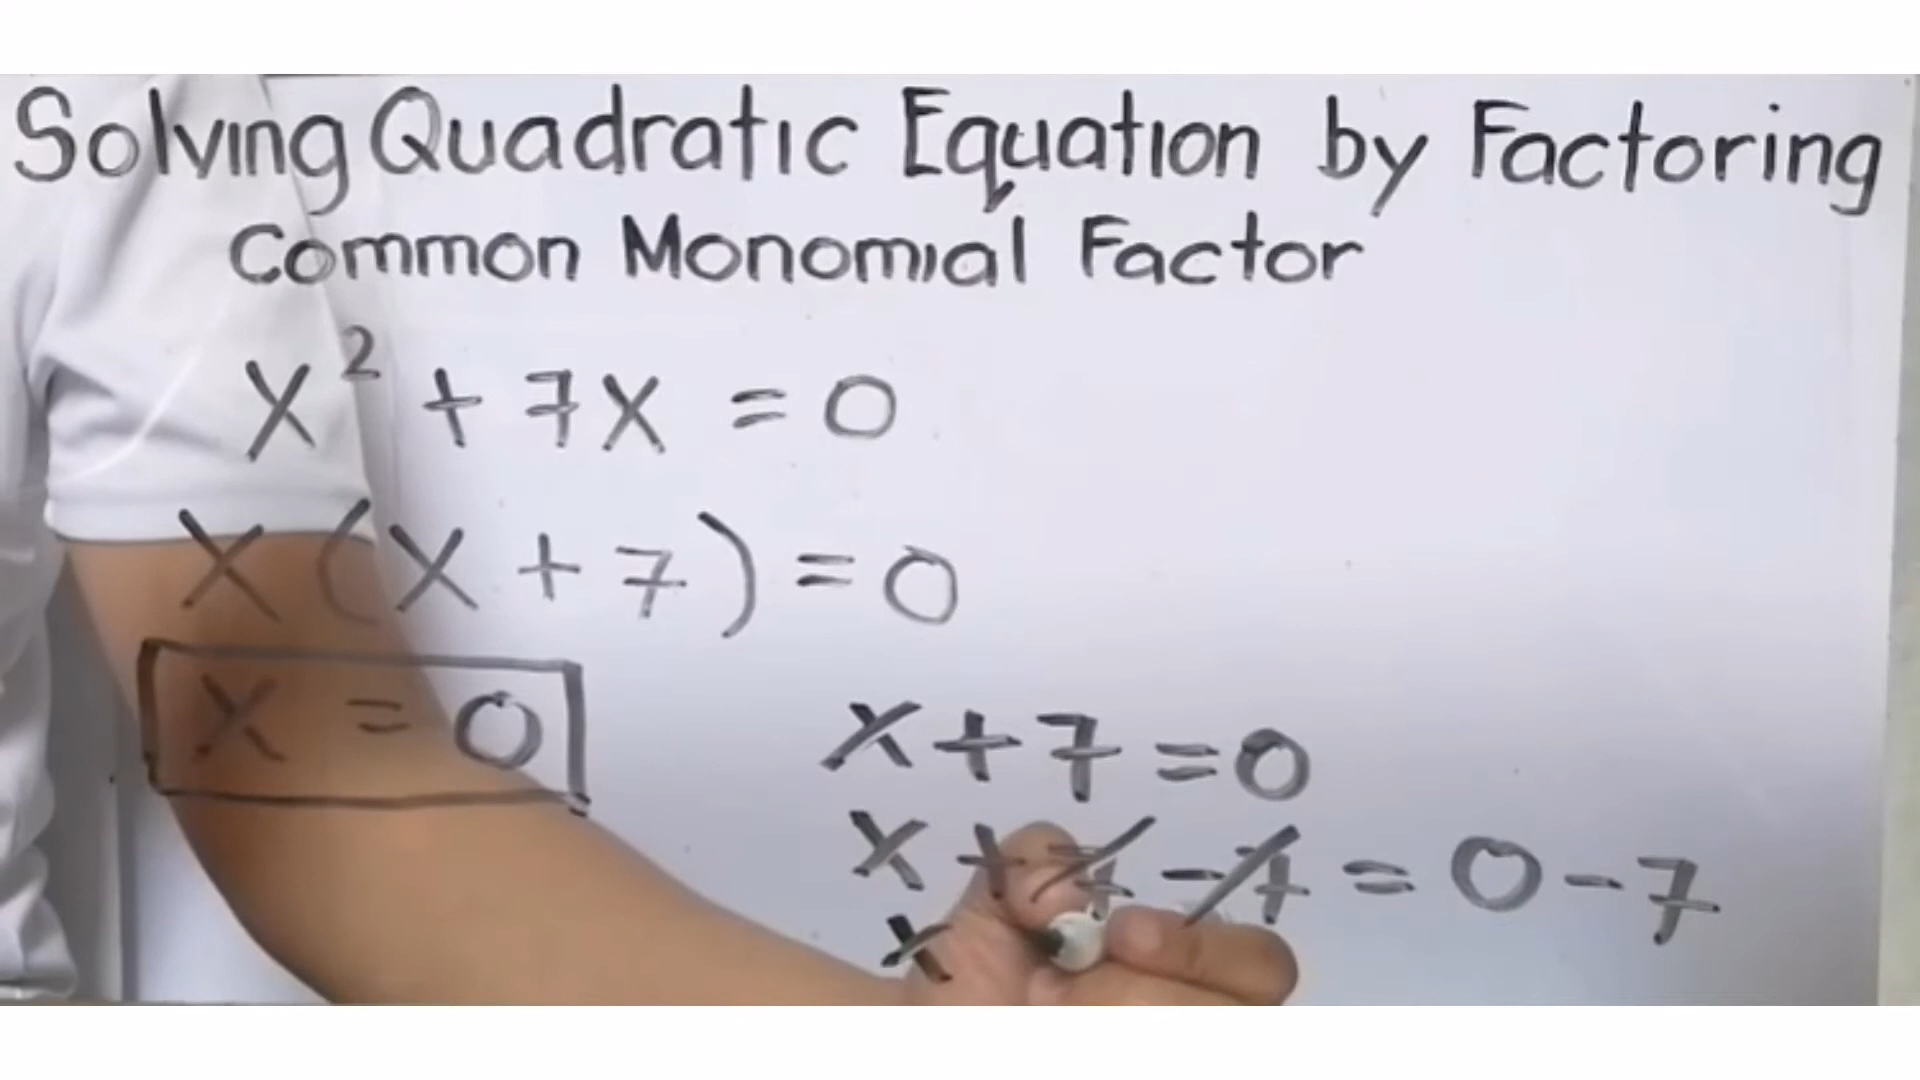 Solving Quadratic Equation by Factoring
Common Monomial Factor
x² + 7x = 0
x(x + 7) = 0
x = 0
x + 7 = 0
x + 7 - 7 = 0 - 7
x